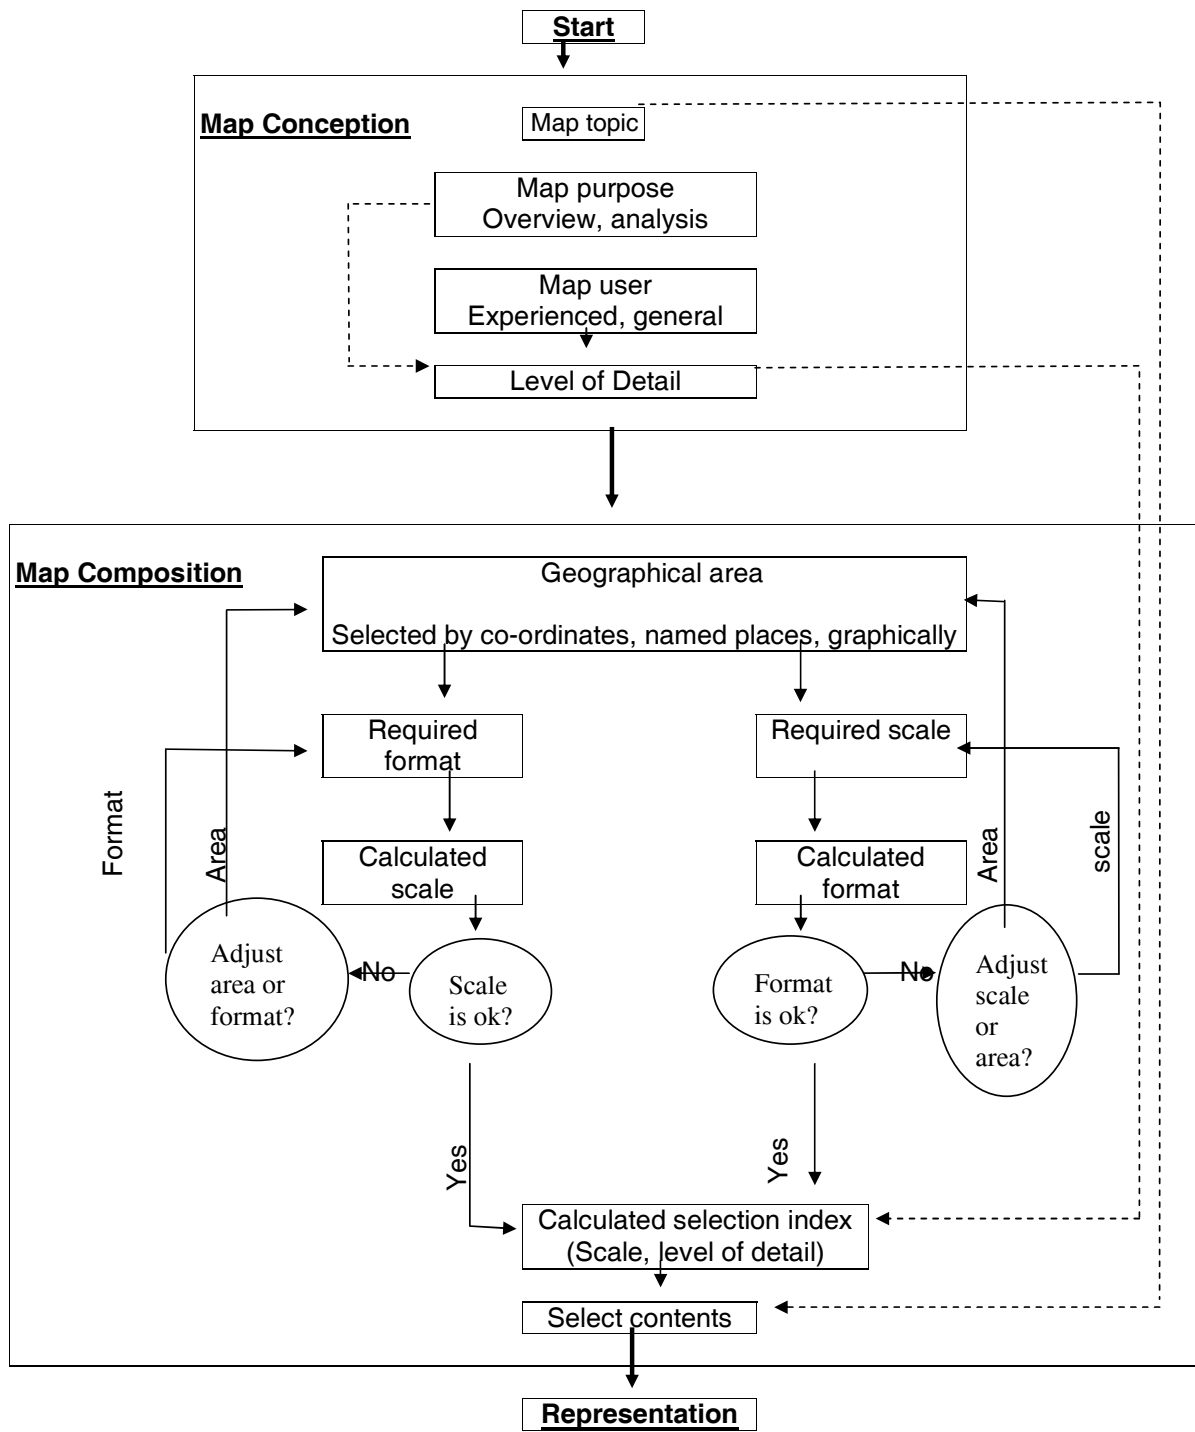 Start
Map Conception
Map topic
Map purpose
Overview, analysis
Map user
Experienced, general
Level of Detail
Map Composition
Geographical area
Selected by co-ordinates, named places, graphically
Required
format
Required scale
Format
Area
Area
scale
Calculated
scale
Calculated
format
Adjust
area or
format?
No
Scale
is ok?
Format
is ok?
No
Adjust
scale
or
area?
Yes
Yes
Calculated selection index
(Scale, level of detail)
Select contents
Representation